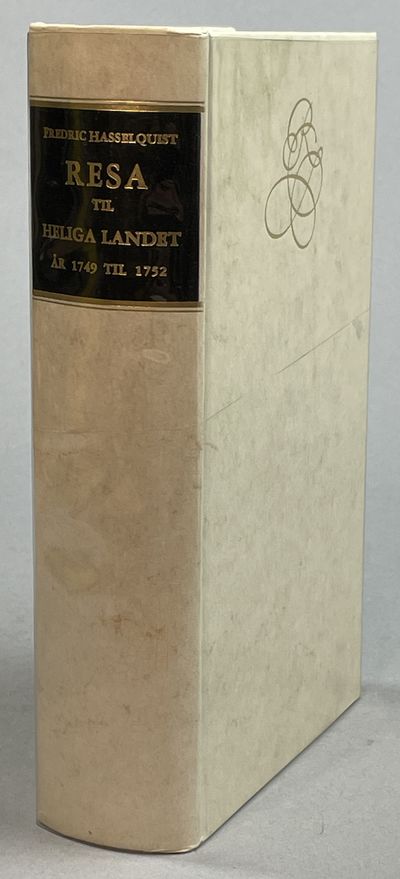 FREDRIC HASSELQUIST
RESA
TIL
HELIGA LANDET
ÅR 1749 TIL 1752